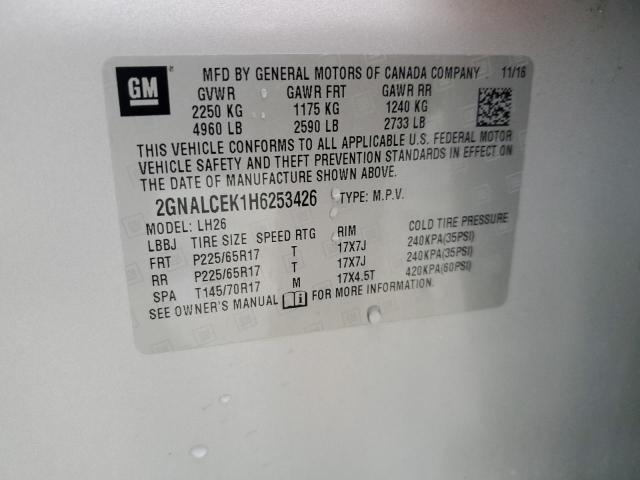 GM
MFD BY GENERAL MOTORS OF CANADA COMPANY 11/16
GVWR GAWR FRT GAWR RR
2250 KG 1175 KG 1240 KG
4960 LB 2590 LB 2733 LB
THIS VEHICLE CONFORMS TO ALL APPLICABLE U.S. FEDERAL MOTOR
VEHICLE SAFETY AND THEFT PREVENTION STANDARDS IN EFFECT ON
THE DATE OF MANUFACTURE SHOWN ABOVE.
2GNALCEK1H6253426 TYPE: M.P.V.
MODEL: LH26
LBBJ TIRE SIZE SPEED RTG RIM COLD TIRE PRESSURE
FRT P225/65R17 T 17X7J 240KPA(35PSI)
RR P225/65R17 T 17X7J 240KPA(35PSI)
SPA T145/70R17 M 17X4.5T 420KPA(60PSI)
SEE OWNER'S MANUAL FOR MORE INFORMATION.